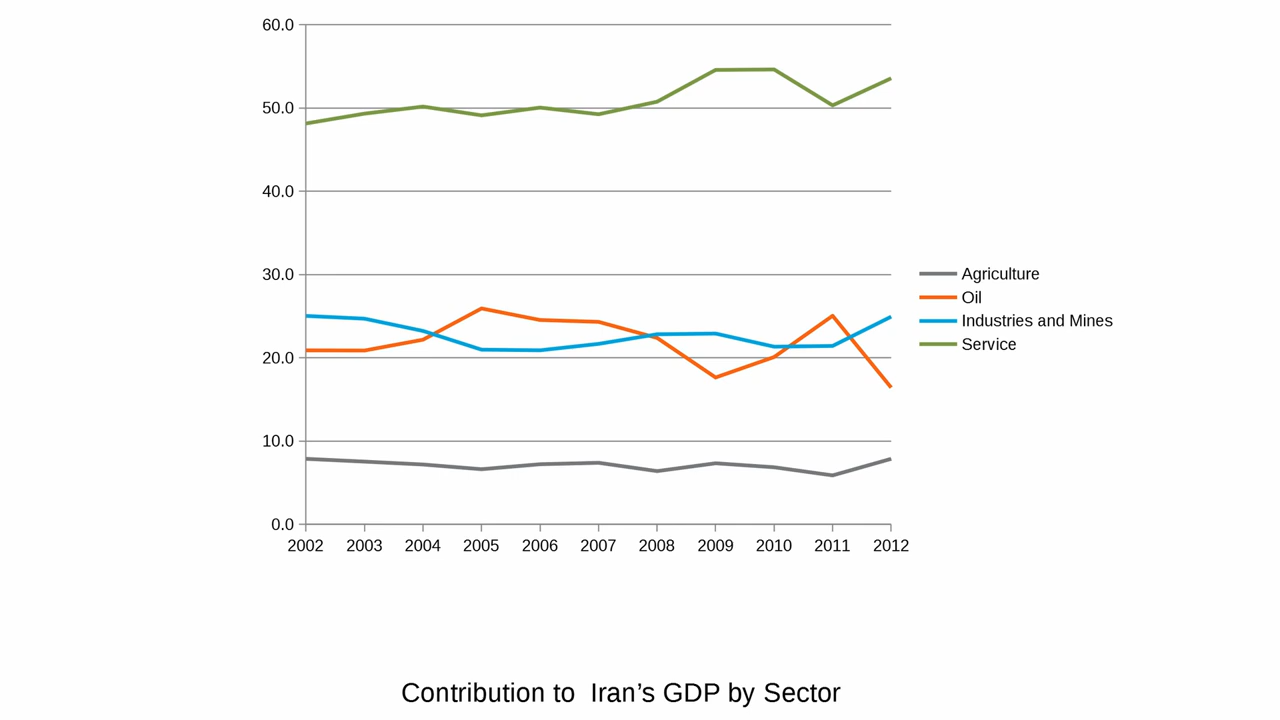 60.0
50.0
40.0
30.0
20.0
10.0
0.0
2002 2003 2004 2005 2006 2007 2008 2009 2010 2011 2012
Agriculture
Oil
Industries and Mines
Service
Contribution to  Iran’s GDP by Sector